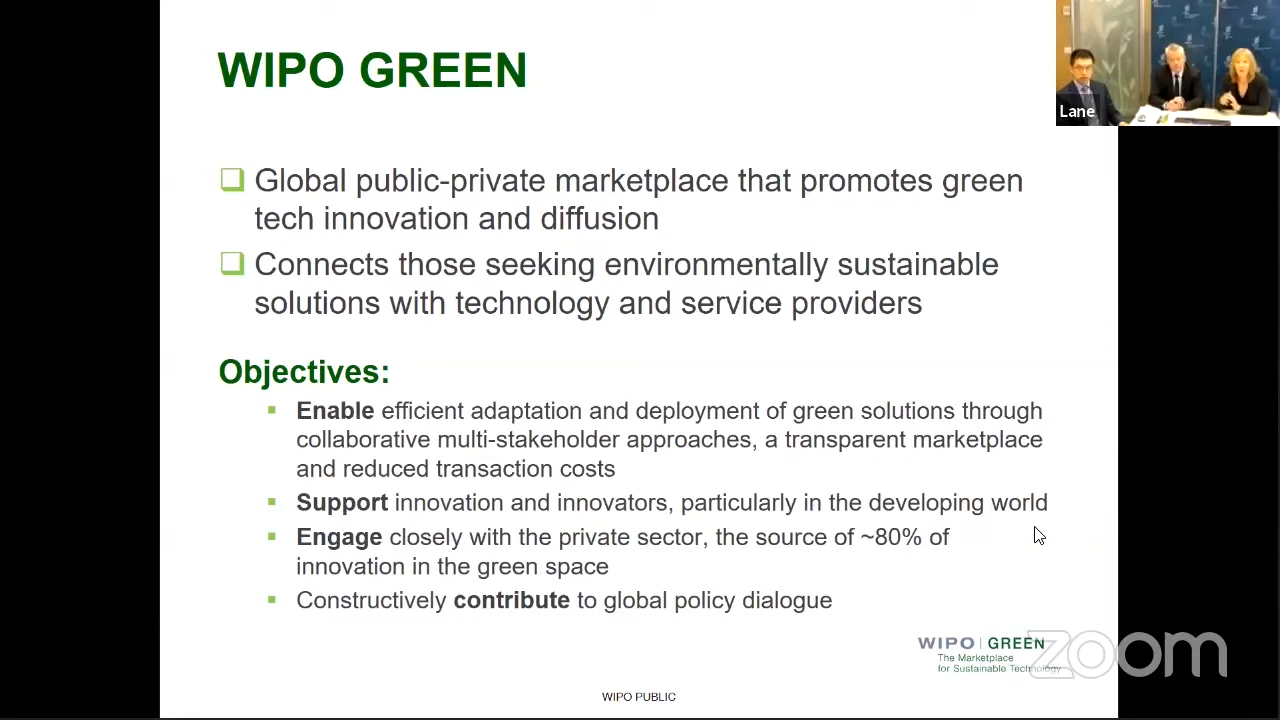 WIPO GREEN
Lane
Global public-private marketplace that promotes green
tech innovation and diffusion
Connects those seeking environmentally sustainable
solutions with technology and service providers
Objectives:
Enable efficient adaptation and deployment of green solutions through
collaborative multi-stakeholder approaches, a transparent marketplace
and reduced transaction costs
Support innovation and innovators, particularly in the developing world
Engage closely with the private sector, the source of ~80% of
innovation in the green space
Constructively contribute to global policy dialogue
WIPO | GREEN
The Marketplace
for Sustainable Technology
zoom
WIPO PUBLIC